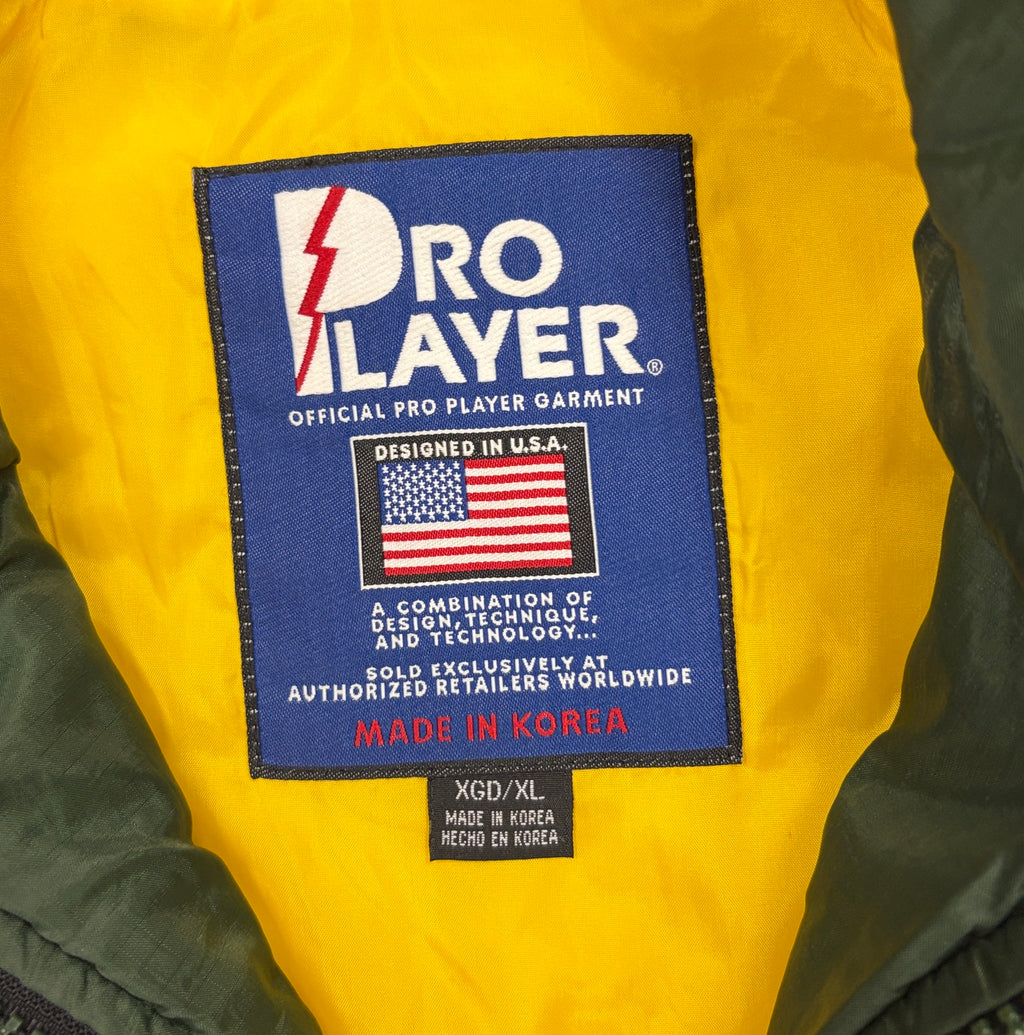 PRO
PLAYER®
OFFICIAL PRO PLAYER GARMENT
DESIGNED IN U.S.A.
A COMBINATION OF
DESIGN, TECHNIQUE,
AND TECHNOLOGY...
SOLD EXCLUSIVELY AT
AUTHORIZED RETAILERS WORLDWIDE
MADE IN KOREA
XGD/XL
MADE IN KOREA
HECHO EN KOREA